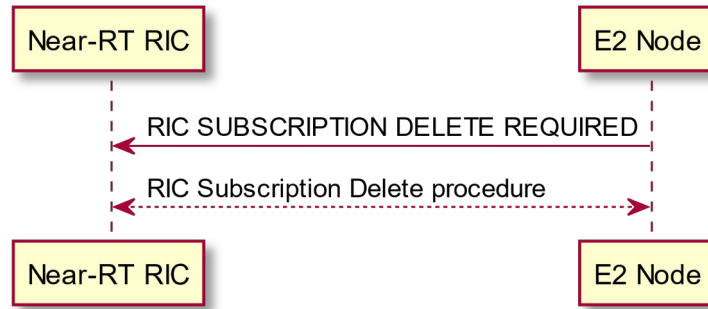 Near-RT RIC
E2 Node
RIC SUBSCRIPTION DELETE REQUIRED
RIC Subscription Delete procedure
Near-RT RIC
E2 Node